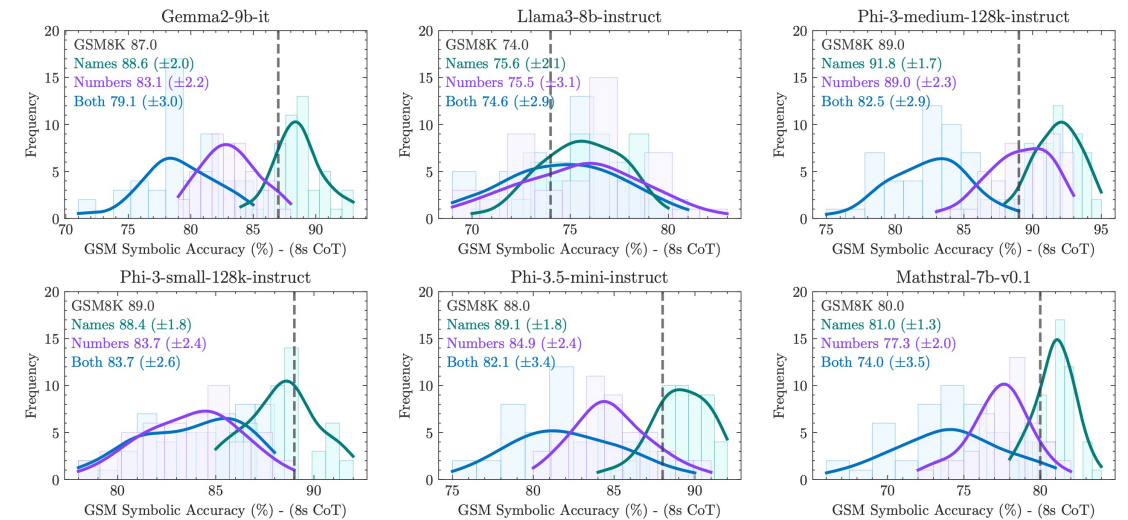 Gemma2-9b-it
20
15
10
5
0
Frequency
GSM8K 87.0
Names 88.6 (±2.0)
Numbers 83.1 (±2.2)
Both 79.1 (±3.0)
70 75 80 85 90
GSM Symbolic Accuracy (%) - (8s CoT)
Llama3-8b-instruct
20
15
10
5
0
Frequency
GSM8K 74.0
Names 75.6 (±2.1)
Numbers 75.5 (±3.1)
Both 74.6 (±2.9)
70 75 80
GSM Symbolic Accuracy (%) - (8s CoT)
Phi-3-medium-128k-instruct
20
15
10
5
0
Frequency
GSM8K 89.0
Names 91.8 (±1.7)
Numbers 89.0 (±2.3)
Both 82.5 (±2.9)
75 80 85 90 95
GSM Symbolic Accuracy (%) - (8s CoT)
Phi-3-small-128k-instruct
20
15
10
5
0
Frequency
GSM8K 89.0
Names 88.4 (±1.8)
Numbers 83.7 (±2.4)
Both 83.7 (±2.6)
80 85 90
GSM Symbolic Accuracy (%) - (8s CoT)
Phi-3.5-mini-instruct
20
15
10
5
0
Frequency
GSM8K 88.0
Names 89.1 (±1.8)
Numbers 84.9 (±2.4)
Both 82.1 (±3.4)
75 80 85 90
GSM Symbolic Accuracy (%) - (8s CoT)
Mathstral-7b-v0.1
20
15
10
5
0
Frequency
GSM8K 80.0
Names 81.0 (±1.3)
Numbers 77.3 (±2.0)
Both 74.0 (±3.5)
70 75 80
GSM Symbolic Accuracy (%) - (8s CoT)